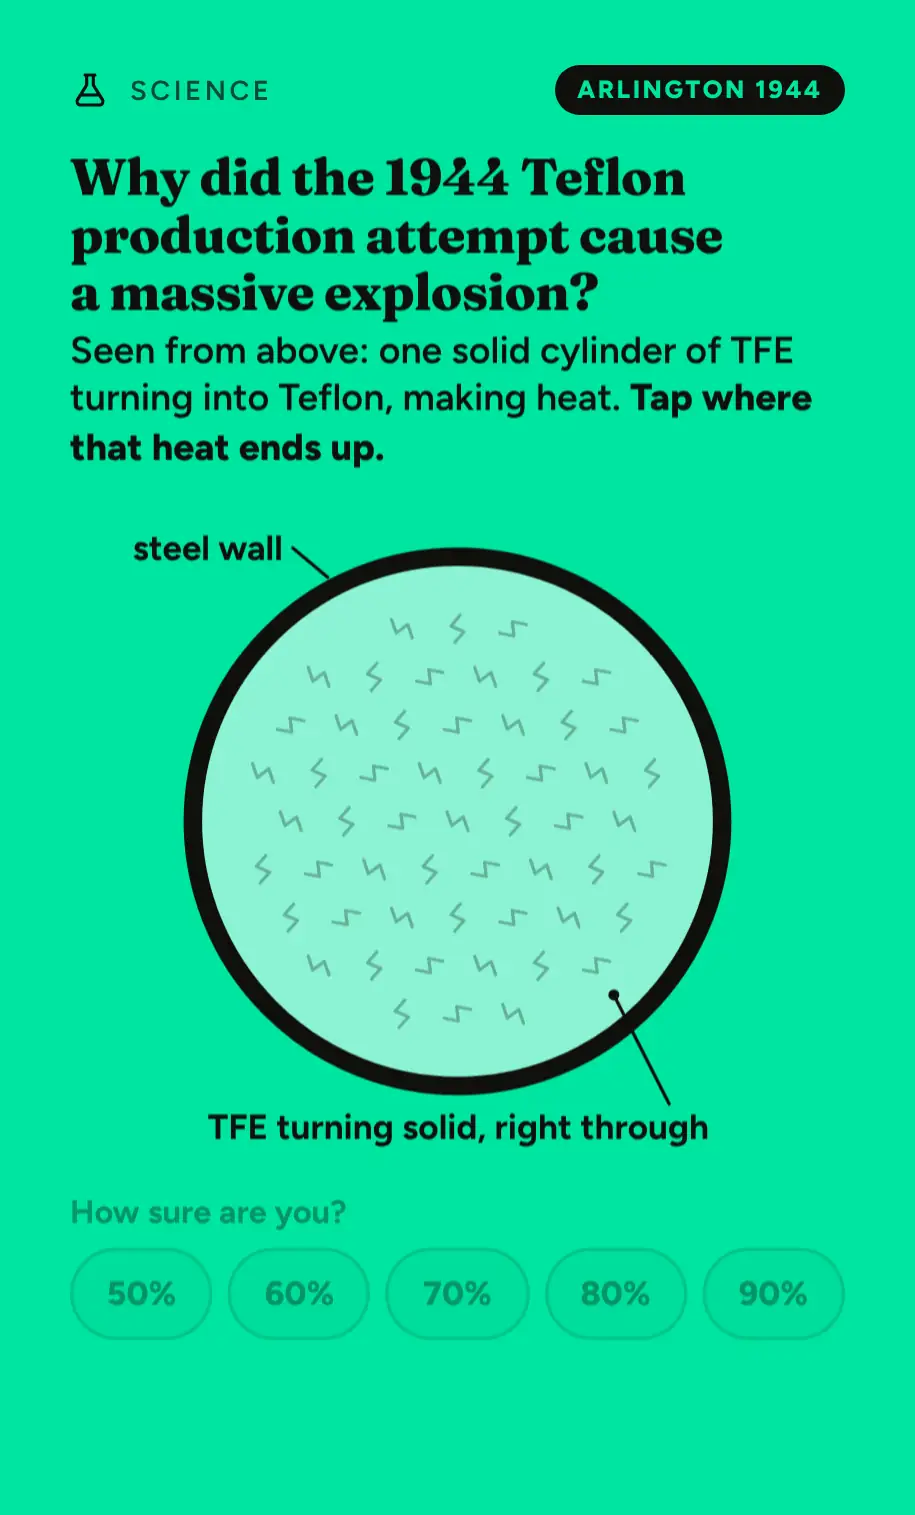 SCIENCE
ARLINGTON 1944
Why did the 1944 Teflon
production attempt cause
a massive explosion?
Seen from above: one solid cylinder of TFE
turning into Teflon, making heat. Tap where
that heat ends up.
steel wall
TFE turning solid, right through
How sure are you?
50%
60%
70%
80%
90%